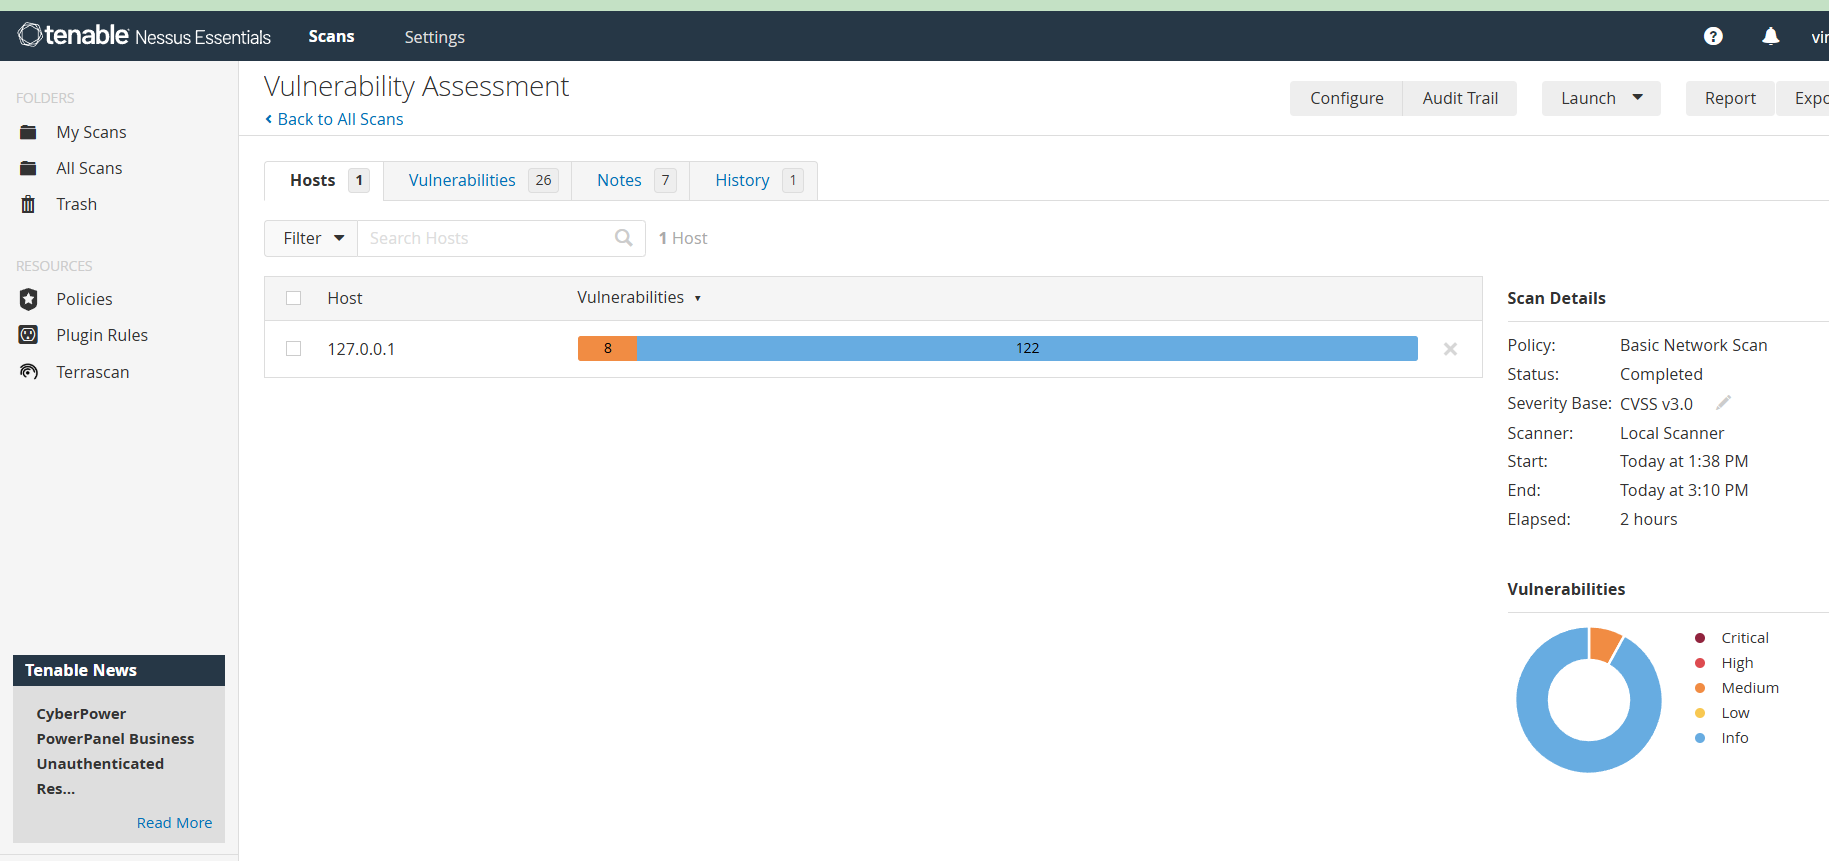 tenable Nessus Essentials Scans Settings ? vir
FOLDERS
My Scans
All Scans
Trash
RESOURCES
Policies
Plugin Rules
Terrascan
Tenable News
CyberPower
PowerPanel Business
Unauthenticated
Res...
Read More
Vulnerability Assessment
Back to All Scans
Configure Audit Trail Launch Report Expo
Hosts 1 Vulnerabilities 26 Notes 7 History 1
Filter Search Hosts 1 Host
Host Vulnerabilities
127.0.0.1 8 122
Scan Details
Policy: Basic Network Scan
Status: Completed
Severity Base: CVSS v3.0
Scanner: Local Scanner
Start: Today at 1:38 PM
End: Today at 3:10 PM
Elapsed: 2 hours
Vulnerabilities
Critical
High
Medium
Low
Info